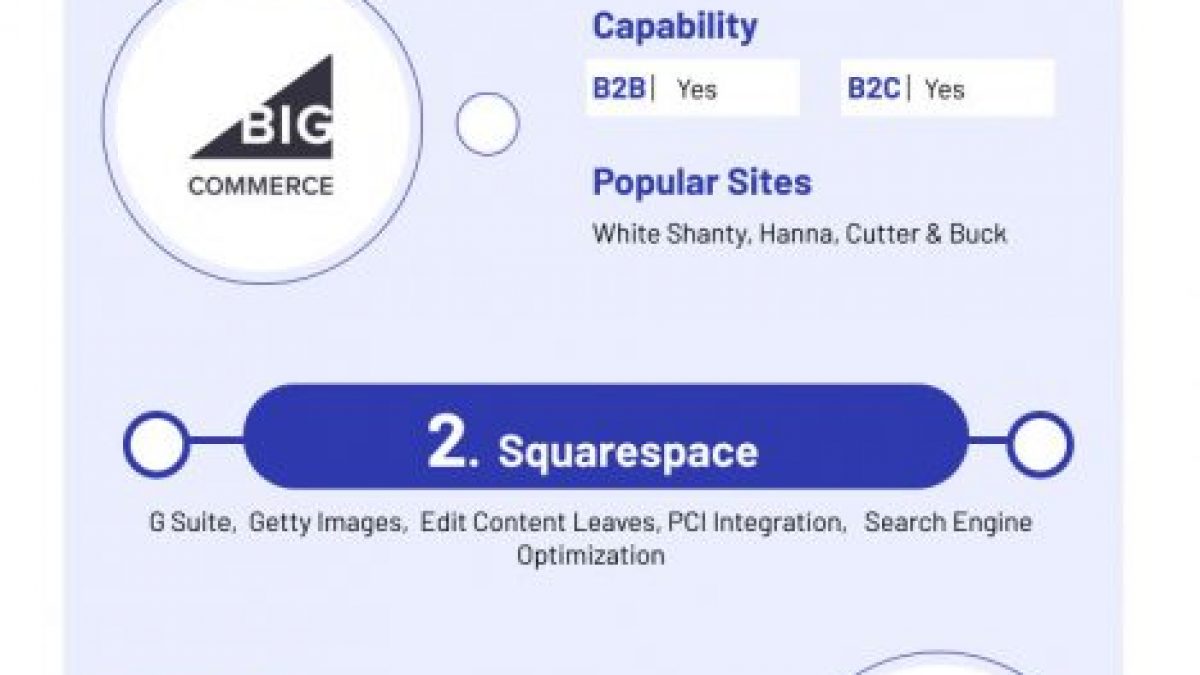 BIG
COMMERCE
Capability
B2B| Yes
B2C| Yes
Popular Sites
White Shanty, Hanna, Cutter & Buck
2. Squarespace
G Suite, Getty Images, Edit Content Leaves, PCI Integration, Search Engine
Optimization